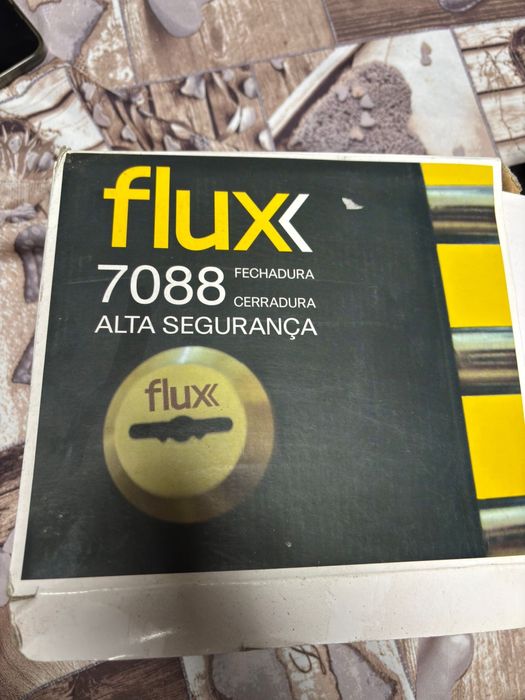 flux
7088
FECHADURA
CERRADURA
ALTA SEGURANÇA
flux